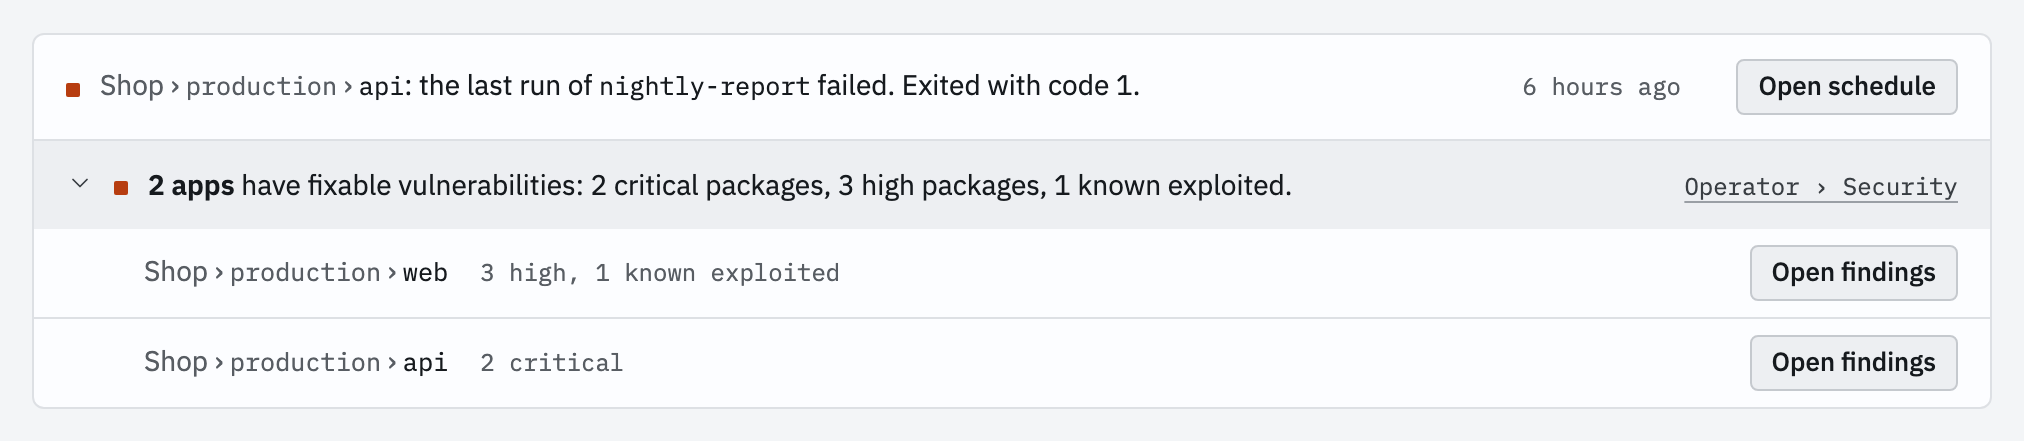 Shop › production › api: the last run of nightly-report failed. Exited with code 1. 6 hours ago Open schedule
2 apps have fixable vulnerabilities: 2 critical packages, 3 high packages, 1 known exploited. Operator › Security
Shop › production › web 3 high, 1 known exploited Open findings
Shop › production › api 2 critical Open findings